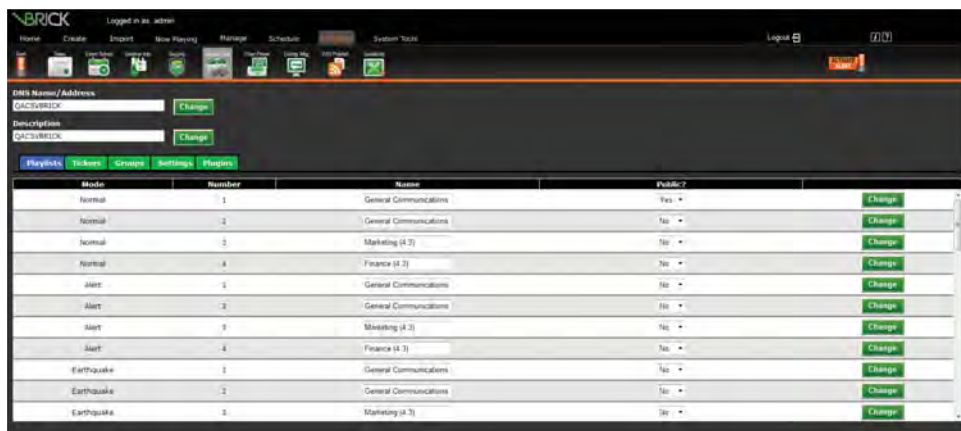 VBRICK Logged in as: admin
Home Create Import Now Playing Manage Schedule System Tools Logout
Security
DNS Name/Address
QACSVBRICK Change
Description
QACSVBRICK Change
Playlists Tickers Groups Settings Plugins
Mode Number Name Public?
Normal 1 General Communications Yes Change
Normal 2 General Communications No Change
Normal 3 Marketing (4.3) No Change
Normal 4 Finance (4.3) No Change
Alert 1 General Communications No Change
Alert 2 General Communications No Change
Alert 3 Marketing (4.3) No Change
Alert 4 Finance (4.3) No Change
Earthquake 1 General Communications No Change
Earthquake 2 General Communications No Change
Earthquake 3 Marketing (4.3) No Change